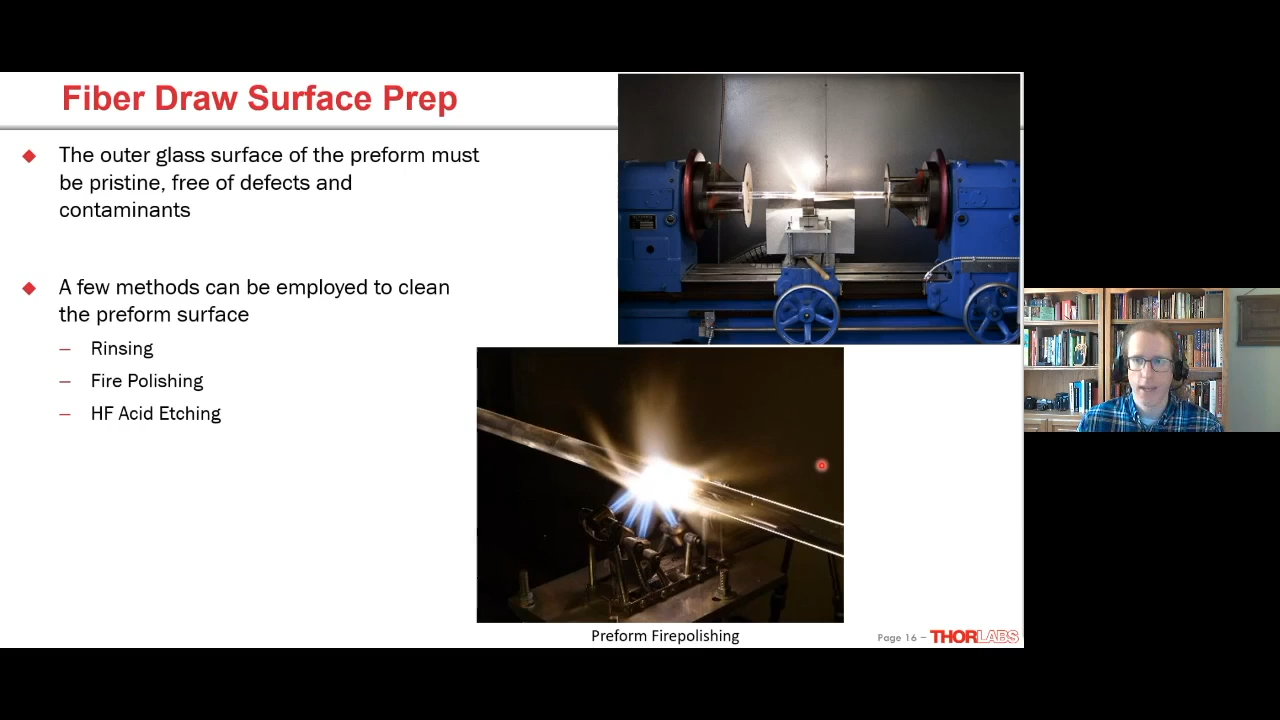 Fiber Draw Surface Prep
The outer glass surface of the preform must
be pristine, free of defects and
contaminants
A few methods can be employed to clean
the preform surface
– Rinsing
– Fire Polishing
– HF Acid Etching
Preform Firepolishing
Page 16 – THORLABS